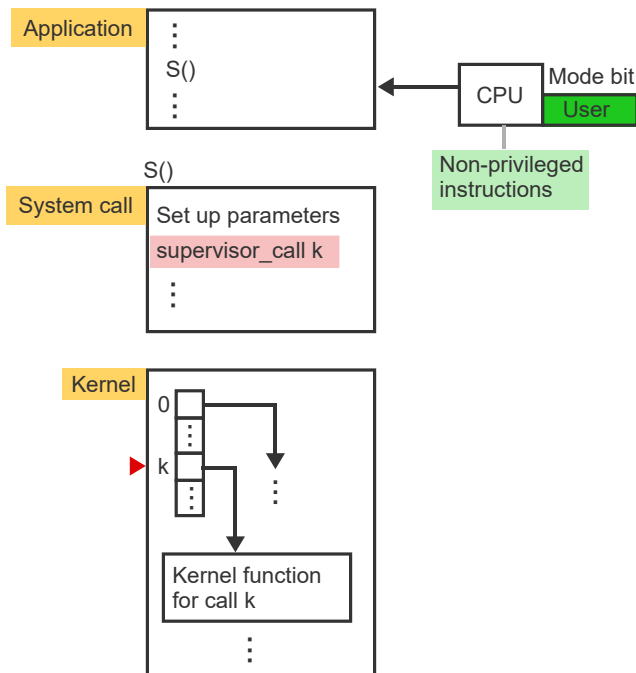 Application
⋮
S()
⋮
CPU
Mode bit
User
Non-privileged
instructions
S()
System call
Set up parameters
supervisor_call k
⋮
Kernel
0
⋮
k
⋮
⋮
Kernel function
for call k
⋮